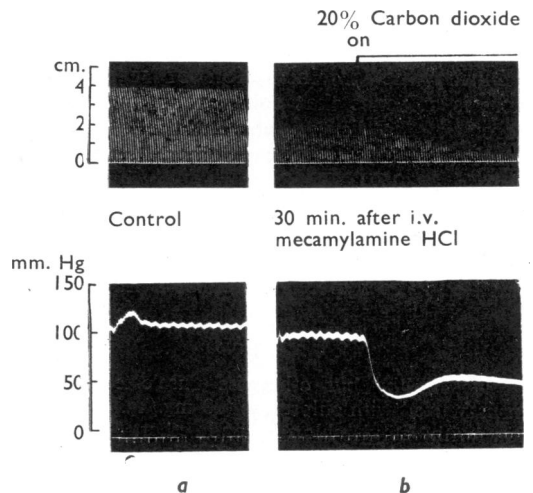 20% Carbon dioxide
on
cm.
4
2
0
Control
30 min. after i.v.
mecamylamine HCl
mm. Hg
150
100
50
0
a
b